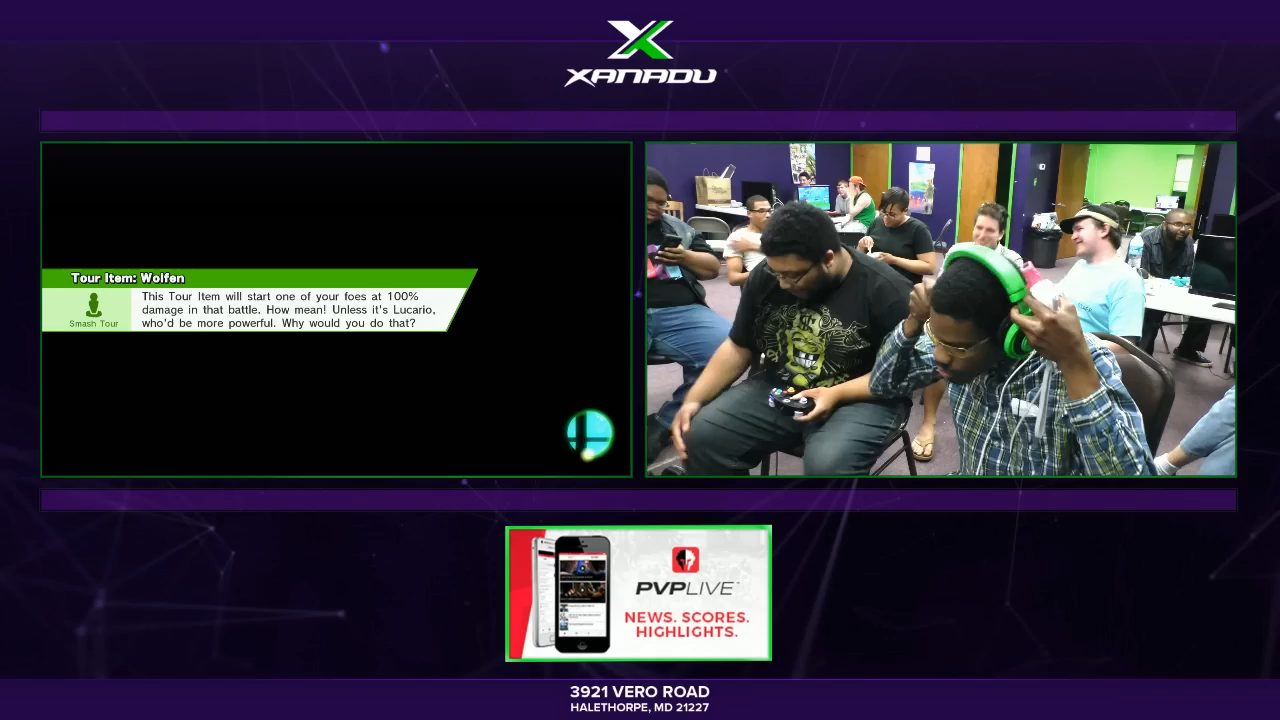 XANADU
Tour Item: Wolfen
This Tour Item will start one of your foes at 100%
damage in that battle. How mean! Unless it's Lucario,
who'd be more powerful. Why would you do that?
Smash Tour
PVPLIVE
NEWS. SCORES.
HIGHLIGHTS.
3921 VERO ROAD
HALETHORPE, MD 21227